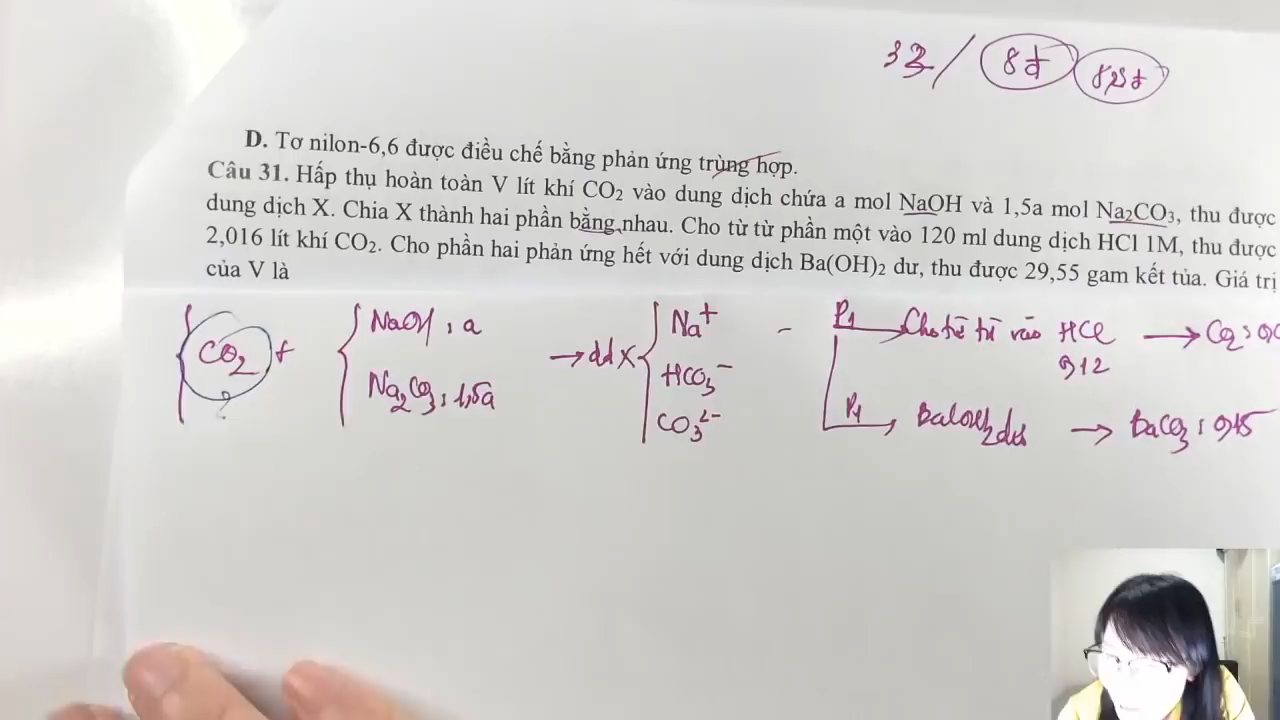 33/ 8đ 8,25đ
D. Tơ nilon-6,6 được điều chế bằng phản ứng trùng hợp.
Câu 31. Hấp thụ hoàn toàn V lít khí CO₂ vào dung dịch chứa a mol NaOH và 1,5a mol Na₂CO₃, thu được
dung dịch X. Chia X thành hai phần bằng nhau. Cho từ từ phần một vào 120 ml dung dịch HCl 1M, thu được
2,016 lít khí CO₂. Cho phần hai phản ứng hết với dung dịch Ba(OH)₂ dư, thu được 29,55 gam kết tủa. Giá trị
của V là
CO₂ + NaOH : a → dd X Na⁺ - P1 → Cho từ từ vào HCl → CO₂ :
?
Na₂CO₃ : 1,5a HCO₃⁻ 0,12
CO₃²⁻ P1 → Ba(OH)₂ dư → BaCO₃ : 0,15